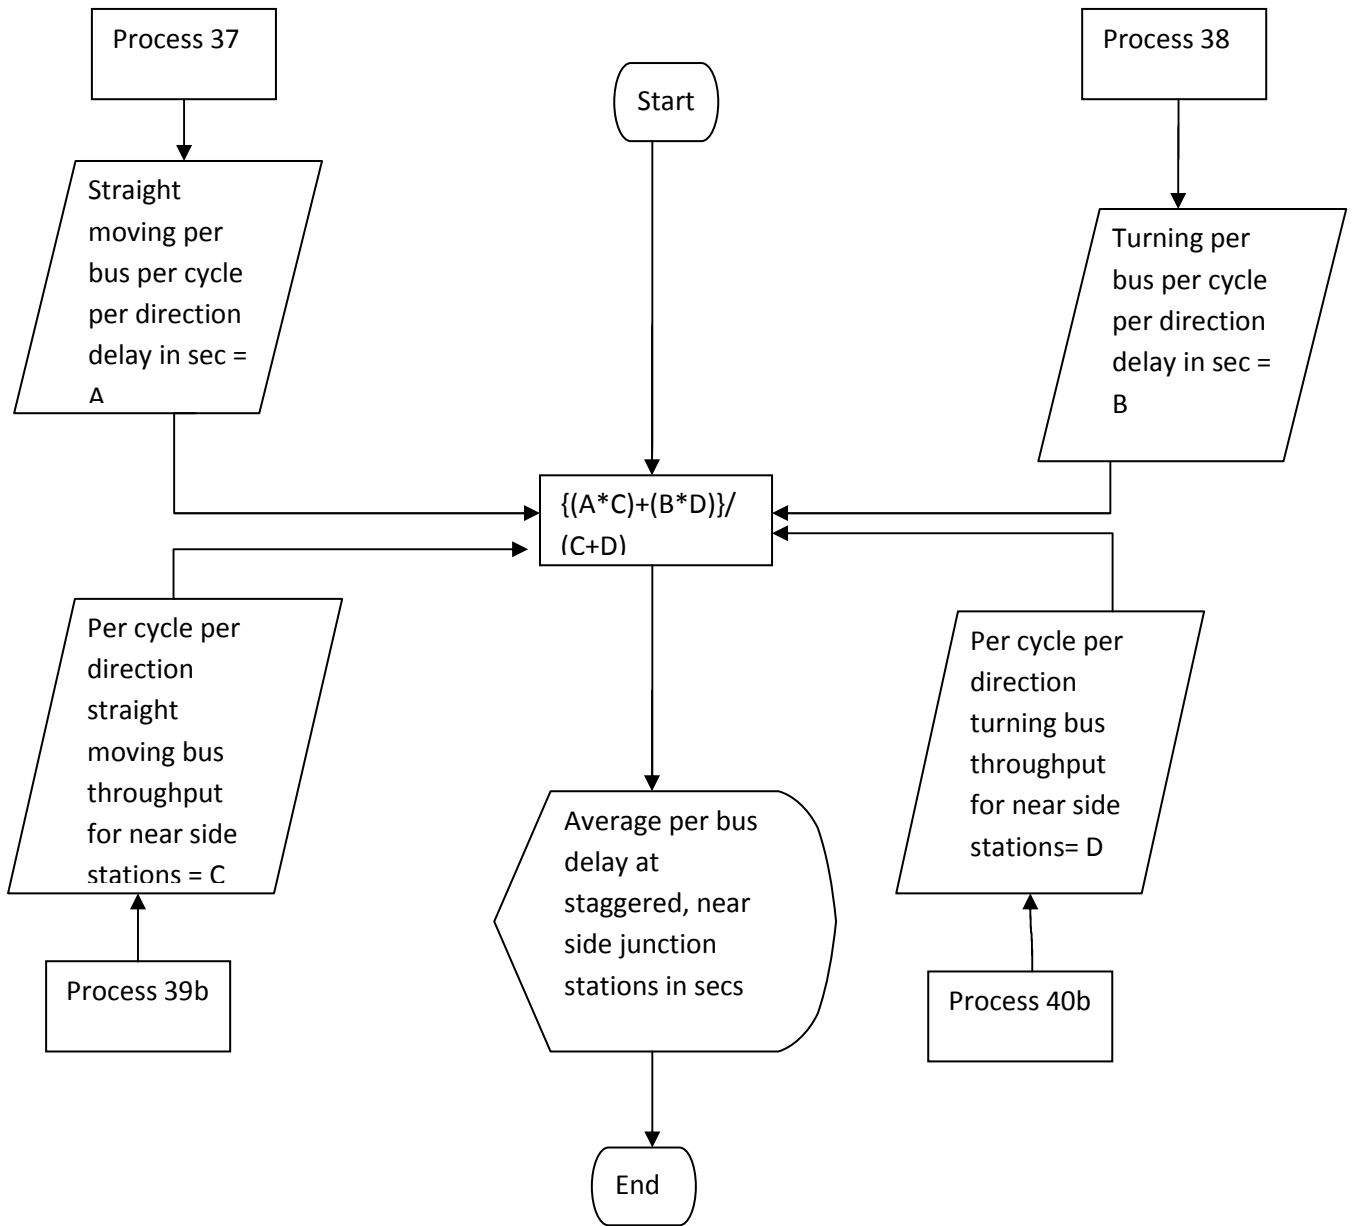 Process 37
Process 38
Start
Straight
moving per
bus per cycle
per direction
delay in sec =
A
Turning per
bus per cycle
per direction
delay in sec =
B
{(A*C)+(B*D)}/
(C+D)
Per cycle per
direction
straight
moving bus
throughput
for near side
stations = C
Per cycle per
direction
turning bus
throughput
for near side
stations= D
Average per bus
delay at
staggered, near
side junction
stations in secs
Process 39b
Process 40b
End